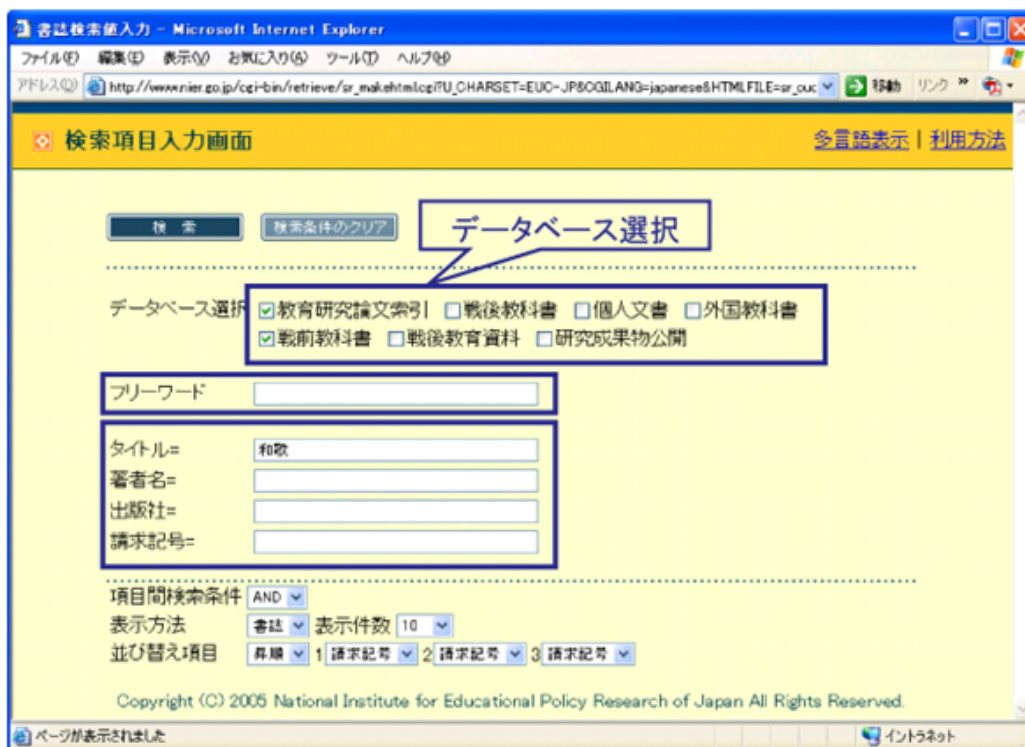 書誌検索値入力 - Microsoft Internet Explorer
ファイル(F) 編集(E) 表示(V) お気に入り(A) ツール(T) ヘルプ(H)
アドレス(D) http://www.nier.go.jp/cgi-bin/retrieve/sr_makehtml.cgi?U_CHARSET=EUC-JP&CGILANG=japanese&HTMLFILE=sr_ouc 移動 リンク »
検索項目入力画面 多言語表示 | 利用方法
検索 検索条件のクリア データベース選択
データベース選択 教育研究論文索引 戦後教科書 個人文書 外国教科書
戦前教科書 戦後教育資料 研究成果物公開
フリーワード
タイトル= 和歌
著者名=
出版社=
請求記号=
項目間検索条件 AND
表示方法 書誌 表示件数 10
並び替え項目 昇順 1 請求記号 2 請求記号 3 請求記号
Copyright (C) 2005 National Institute for Educational Policy Research of Japan All Rights Reserved.
ページが表示されました イントラネット